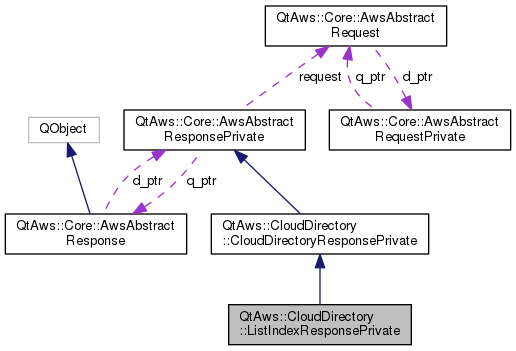 QtAws::Core::AwsAbstract
Request
request
q_ptr
d_ptr
QtAws::Core::AwsAbstract
ResponsePrivate
QtAws::Core::AwsAbstract
RequestPrivate
QObject
d_ptr
q_ptr
QtAws::Core::AwsAbstract
Response
QtAws::CloudDirectory
::CloudDirectoryResponsePrivate
QtAws::CloudDirectory
::ListIndexResponsePrivate